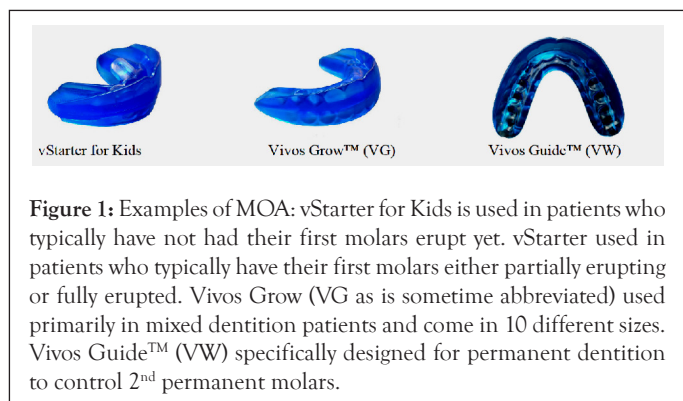 vStarter for Kids Vivos Grow™ (VG) Vivos Guide™ (VW)
Figure 1: Examples of MOA: vStarter for Kids is used in patients who
typically have not had their first molars erupt yet. vStarter used in
patients who typically have their first molars either partially erupting
or fully erupted. Vivos Grow (VG as is sometime abbreviated) used
primarily in mixed dentition patients and come in 10 different sizes.
Vivos Guide™ (VW) specifically designed for permanent dentition
to control 2nd permanent molars.